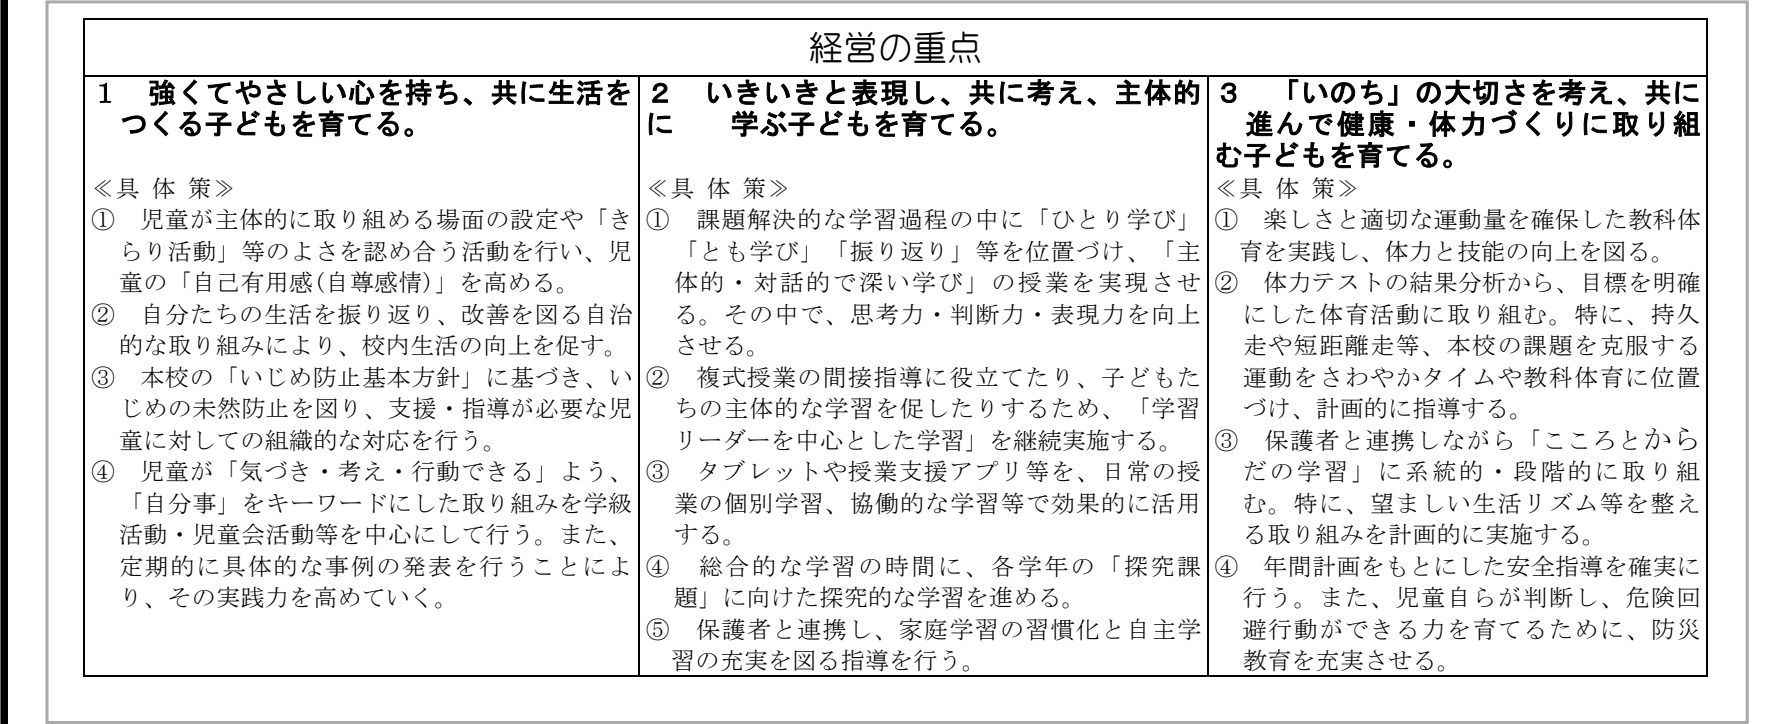 経営の重点
１　強くてやさしい心を持ち、共に生活を
つくる子どもを育てる。
≪具 体 策≫
①　児童が主体的に取り組める場面の設定や「き
らり活動」等のよさを認め合う活動を行い、児
童の「自己有用感(自尊感情)」を高める。
②　自分たちの生活を振り返り、改善を図る自治
的な取り組みにより、校内生活の向上を促す。
③　本校の「いじめ防止基本方針」に基づき、い
じめの未然防止を図り、支援・指導が必要な児
童に対しての組織的な対応を行う。
④　児童が「気づき・考え・行動できる」よう、
「自分事」をキーワードにした取り組みを学級
活動・児童会活動等を中心にして行う。また、
定期的に具体的な事例の発表を行うことによ
り、その実践力を高めていく。
２　いきいきと表現し、共に考え、主体的
に　　学ぶ子どもを育てる。
≪具 体 策≫
①　課題解決的な学習過程の中に「ひとり学び」
「とも学び」「振り返り」等を位置づけ、「主
体的・対話的で深い学び」の授業を実現させ
る。その中で、思考力・判断力・表現力を向上
させる。
②　複式授業の間接指導に役立てたり、子どもた
ちの主体的な学習を促したりするため、「学習
リーダーを中心とした学習」を継続実施する。
③　タブレットや授業支援アプリ等を、日常の授
業の個別学習、協働的な学習等で効果的に活用
する。
④　総合的な学習の時間に、各学年の「探究課
題」に向けた探究的な学習を進める。
⑤　保護者と連携し、家庭学習の習慣化と自主学
習の充実を図る指導を行う。
３　「いのち」の大切さを考え、共に
進んで健康・体力づくりに取り組
む子どもを育てる。
≪具 体 策≫
①　楽しさと適切な運動量を確保した教科体
育を実践し、体力と技能の向上を図る。
②　体力テストの結果分析から、目標を明確
にした体育活動に取り組む。特に、持久
走や短距離走等、本校の課題を克服する
運動をさわやかタイムや教科体育に位置
づけ、計画的に指導する。
③　保護者と連携しながら「こころとから
だの学習」に系統的・段階的に取り組
む。特に、望ましい生活リズム等を整え
る取り組みを計画的に実施する。
④　年間計画をもとにした安全指導を確実に
行う。また、児童自らが判断し、危険回
避行動ができる力を育てるために、防災
教育を充実させる。